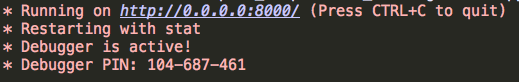 * Running on http://0.0.0.0:8000/ (Press CTRL+C to quit)
* Restarting with stat
* Debugger is active!
* Debugger PIN: 104-687-461